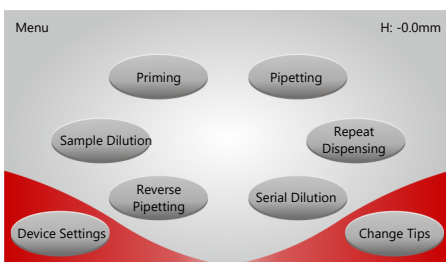 Menu
H: -0.0mm
Priming
Pipetting
Sample Dilution
Repeat
Dispensing
Reverse
Pipetting
Serial Dilution
Device Settings
Change Tips